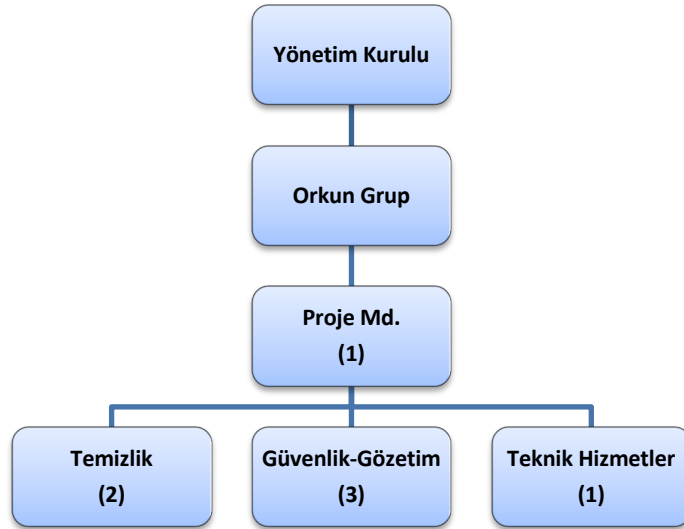 Yönetim Kurulu
Orkun Grup
Proje Md.
(1)
Temizlik
(2)
Güvenlik-Gözetim
(3)
Teknik Hizmetler
(1)